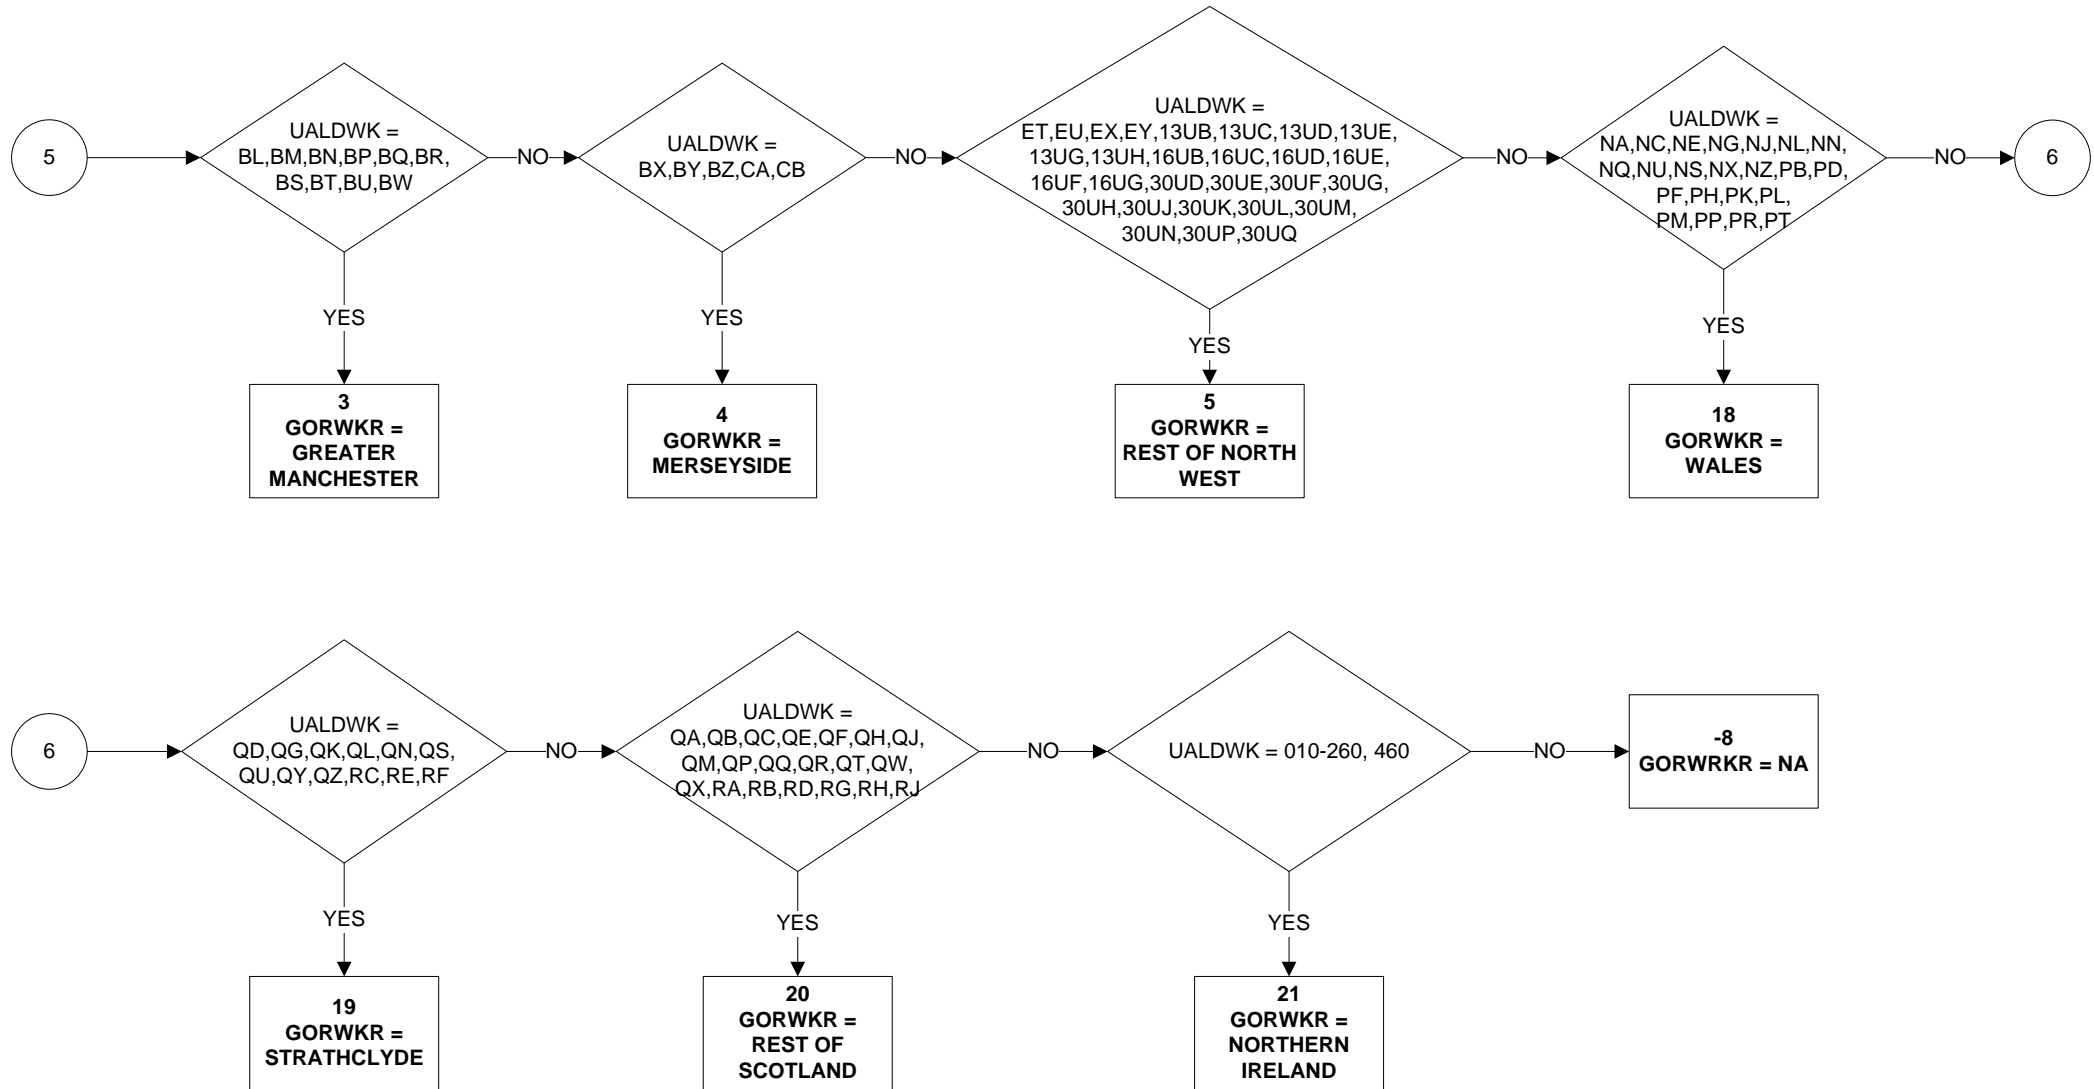 5
UALDWK =
BL,BM,BN,BP,BQ,BR,
BS,BT,BU,BW
NO
UALDWK =
BX,BY,BZ,CA,CB
NO
UALDWK =
ET,EU,EX,EY,13UB,13UC,13UD,13UE,
13UG,13UH,16UB,16UC,16UD,16UE,
16UF,16UG,30UD,30UE,30UF,30UG,
30UH,30UJ,30UK,30UL,30UM,
30UN,30UP,30UQ
NO
UALDWK =
NA,NC,NE,NG,NJ,NL,NN,
NQ,NU,NS,NX,NZ,PB,PD,
PF,PH,PK,PL,
PM,PP,PR,PT
NO
6
YES
YES
YES
YES
3
GORWKR =
GREATER
MANCHESTER
4
GORWKR =
MERSEYSIDE
5
GORWKR =
REST OF NORTH
WEST
18
GORWKR =
WALES
6
UALDWK =
QD,QG,QK,QL,QN,QS,
QU,QY,QZ,RC,RE,RF
NO
UALDWK =
QA,QB,QC,QE,QF,QH,QJ,
QM,QP,QQ,QR,QT,QW,
QX,RA,RB,RD,RG,RH,RJ
NO
UALDWK = 010-260, 460
NO
-8
GORWRKR = NA
YES
YES
YES
19
GORWKR =
STRATHCLYDE
20
GORWKR =
REST OF
SCOTLAND
21
GORWKR =
NORTHERN
IRELAND